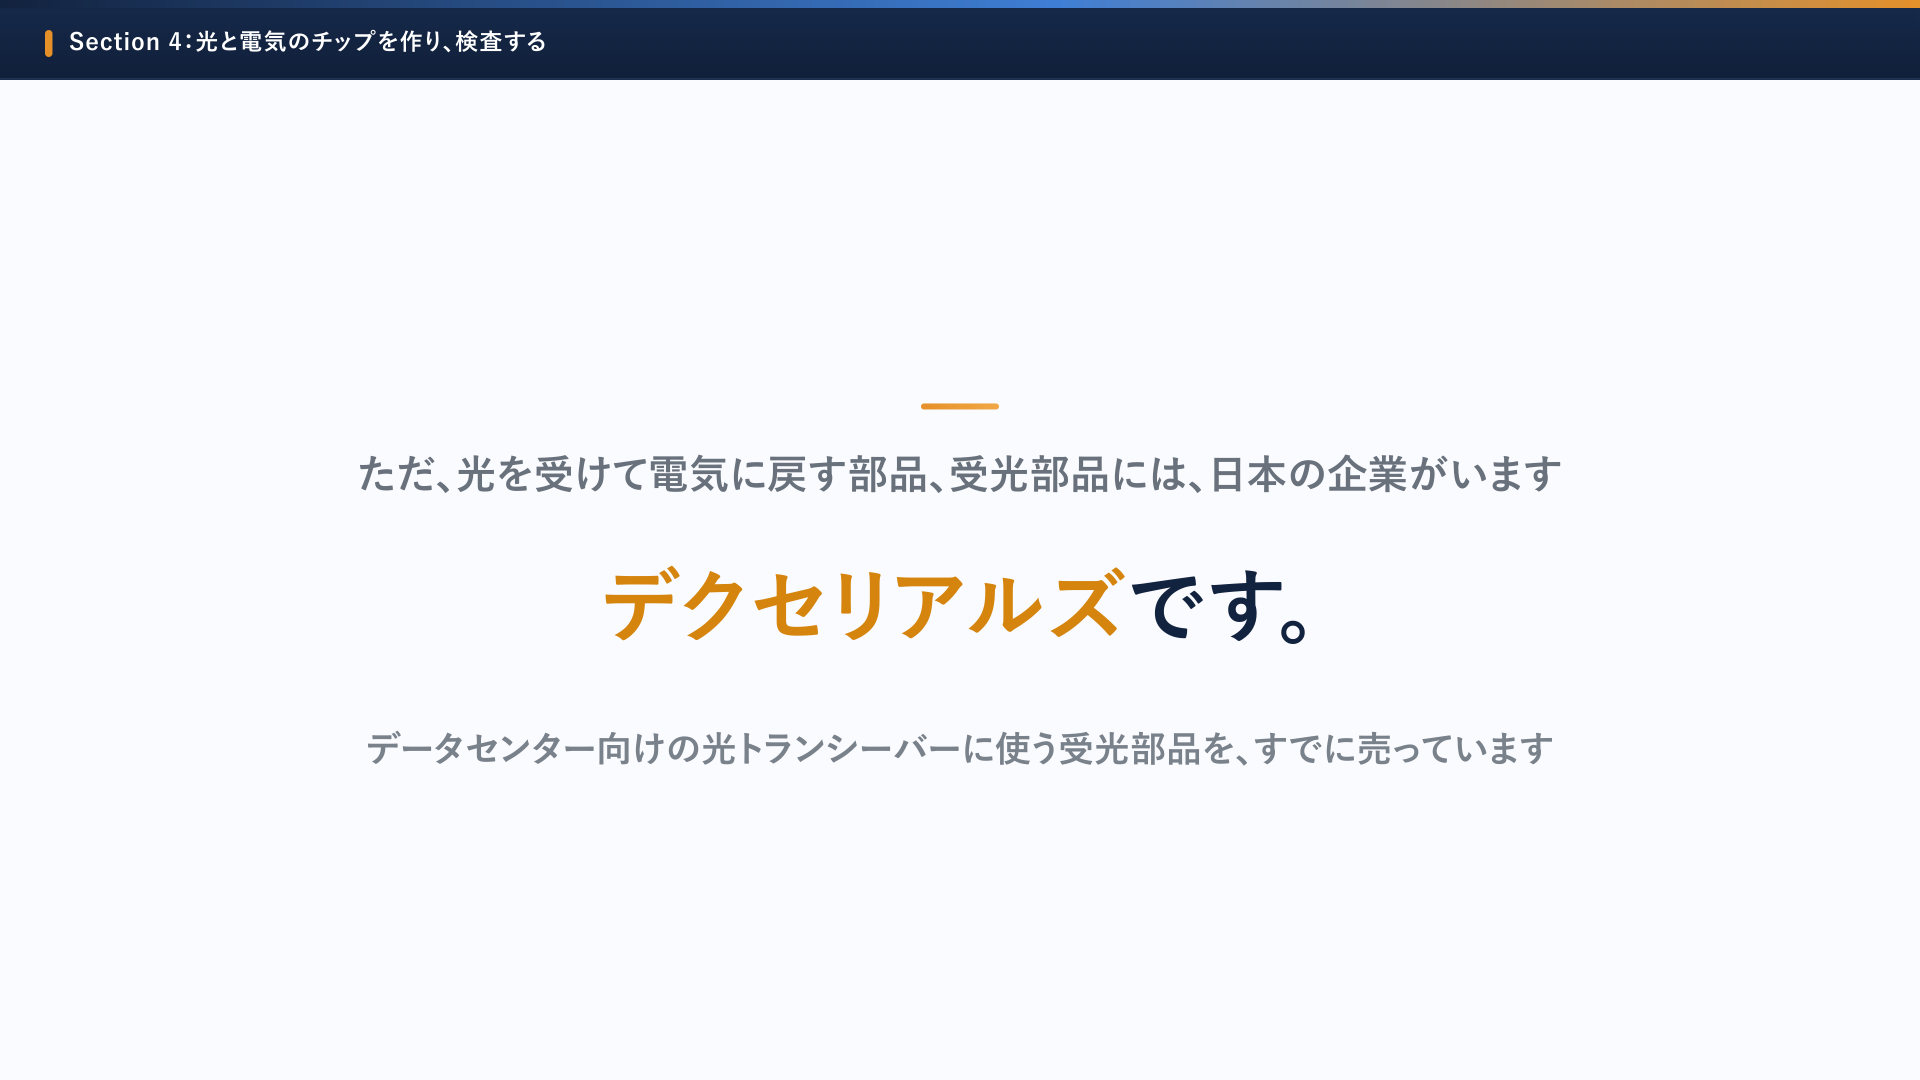 Section 4：光と電気のチップを作り、検査する
ただ、光を受けて電気に戻す部品、受光部品には、日本の企業がいます
デクセリアルズです。
データセンター向けの光トランシーバーに使う受光部品を、すでに売っています